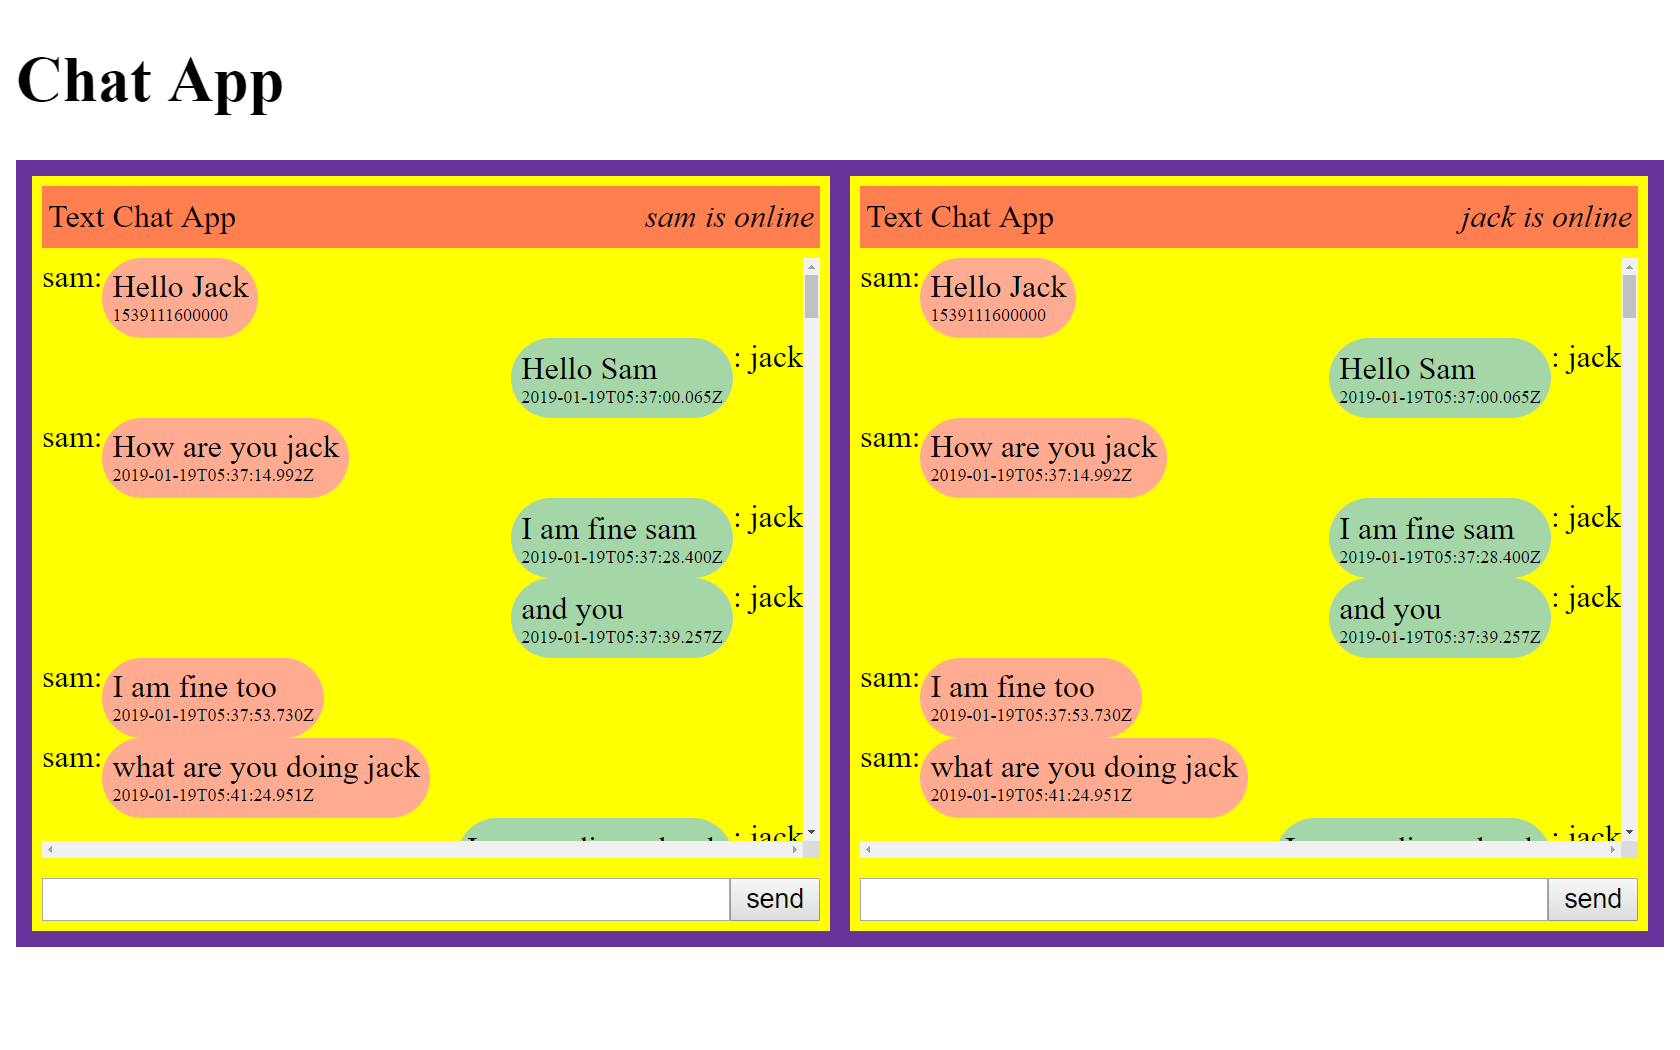 Chat App
Text Chat App
sam is online
sam:
Hello Jack
1539111600000
Hello Sam
: jack
2019-01-19T05:37:00.065Z
sam:
How are you jack
2019-01-19T05:37:14.992Z
I am fine sam
: jack
2019-01-19T05:37:28.400Z
and you
: jack
2019-01-19T05:37:39.257Z
sam:
I am fine too
2019-01-19T05:37:53.730Z
sam:
what are you doing jack
2019-01-19T05:41:24.951Z
: jack
send
Text Chat App
jack is online
sam:
Hello Jack
1539111600000
Hello Sam
: jack
2019-01-19T05:37:00.065Z
sam:
How are you jack
2019-01-19T05:37:14.992Z
I am fine sam
: jack
2019-01-19T05:37:28.400Z
and you
: jack
2019-01-19T05:37:39.257Z
sam:
I am fine too
2019-01-19T05:37:53.730Z
sam:
what are you doing jack
2019-01-19T05:41:24.951Z
: jack
send